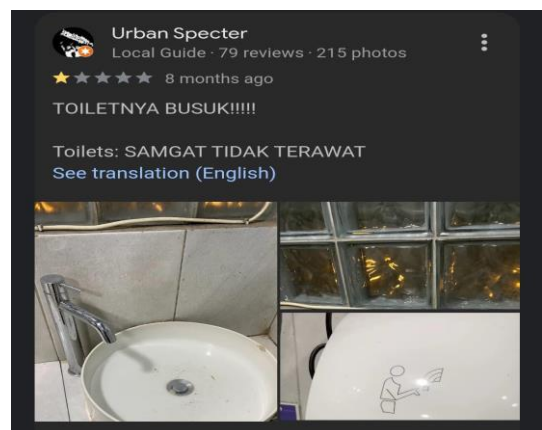 Urban Specter
Local Guide · 79 reviews · 215 photos
8 months ago
TOILETNYA BUSUK!!!!!
Toilets: SAMGAT TIDAK TERAWAT
See translation (English)